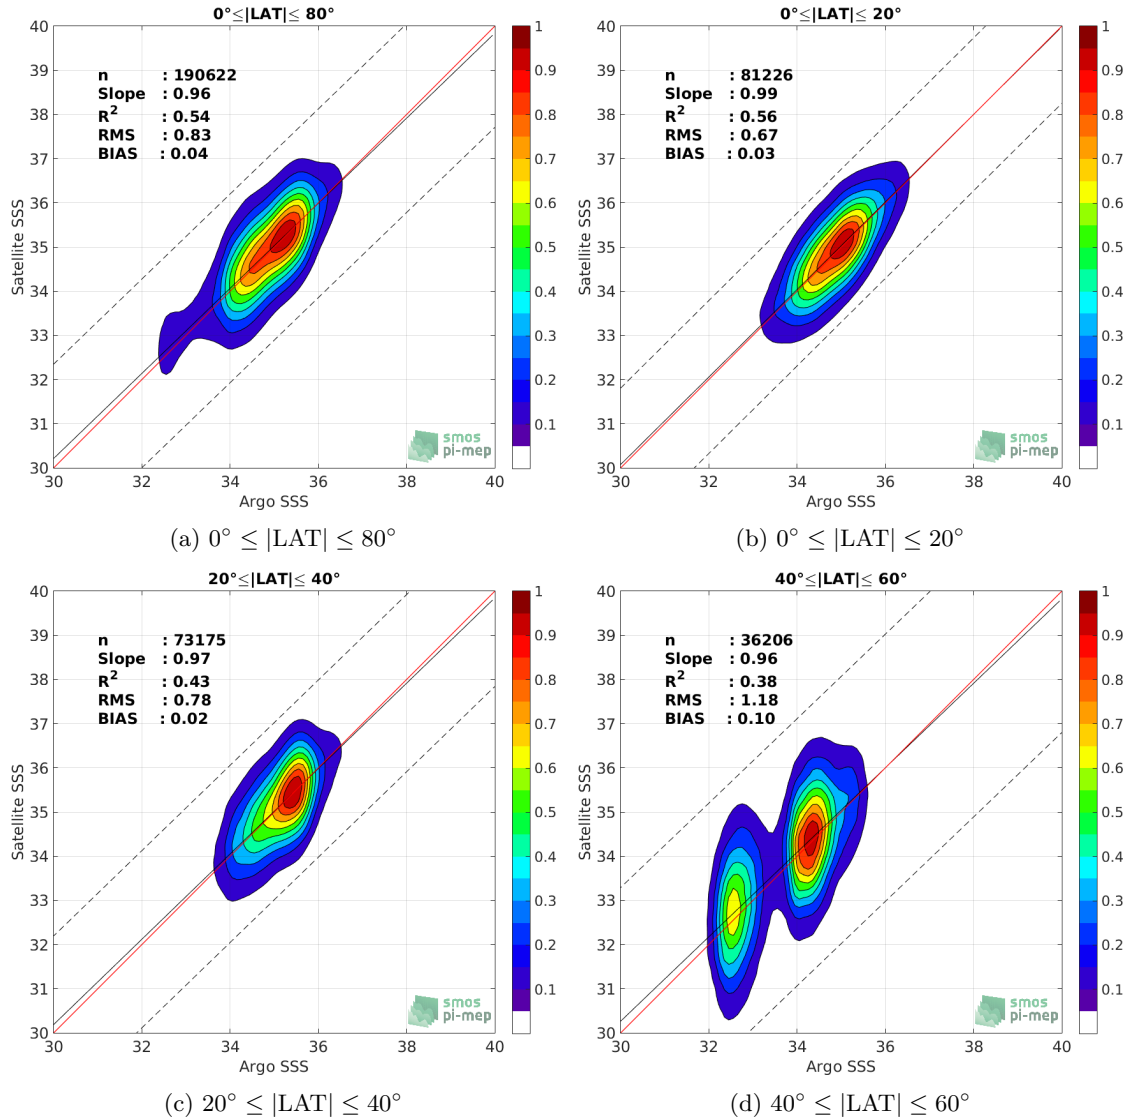 0°≤|LAT|≤ 80°
40
39
38
37
36
35
34
33
32
31
30
Satellite SSS
n : 190622
Slope : 0.96
R² : 0.54
RMS : 0.83
BIAS : 0.04
smos
pi-mep
30 32 34 36 38 40
Argo SSS
1
0.9
0.8
0.7
0.6
0.5
0.4
0.3
0.2
0.1
(a) 0° ≤ |LAT| ≤ 80°
0°≤|LAT|≤ 20°
40
39
38
37
36
35
34
33
32
31
30
Satellite SSS
n : 81226
Slope : 0.99
R² : 0.56
RMS : 0.67
BIAS : 0.03
smos
pi-mep
30 32 34 36 38 40
Argo SSS
1
0.9
0.8
0.7
0.6
0.5
0.4
0.3
0.2
0.1
(b) 0° ≤ |LAT| ≤ 20°
20°≤|LAT|≤ 40°
40
39
38
37
36
35
34
33
32
31
30
Satellite SSS
n : 73175
Slope : 0.97
R² : 0.43
RMS : 0.78
BIAS : 0.02
smos
pi-mep
30 32 34 36 38 40
Argo SSS
1
0.9
0.8
0.7
0.6
0.5
0.4
0.3
0.2
0.1
(c) 20° ≤ |LAT| ≤ 40°
40°≤|LAT|≤ 60°
40
39
38
37
36
35
34
33
32
31
30
Satellite SSS
n : 36206
Slope : 0.96
R² : 0.38
RMS : 1.18
BIAS : 0.10
smos
pi-mep
30 32 34 36 38 40
Argo SSS
1
0.9
0.8
0.7
0.6
0.5
0.4
0.3
0.2
0.1
(d) 40° ≤ |LAT| ≤ 60°